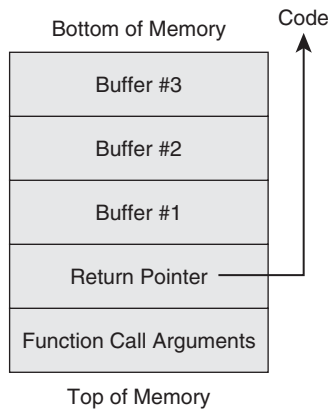 Code
Bottom of Memory
Buffer #3
Buffer #2
Buffer #1
Return Pointer
Function Call Arguments
Top of Memory